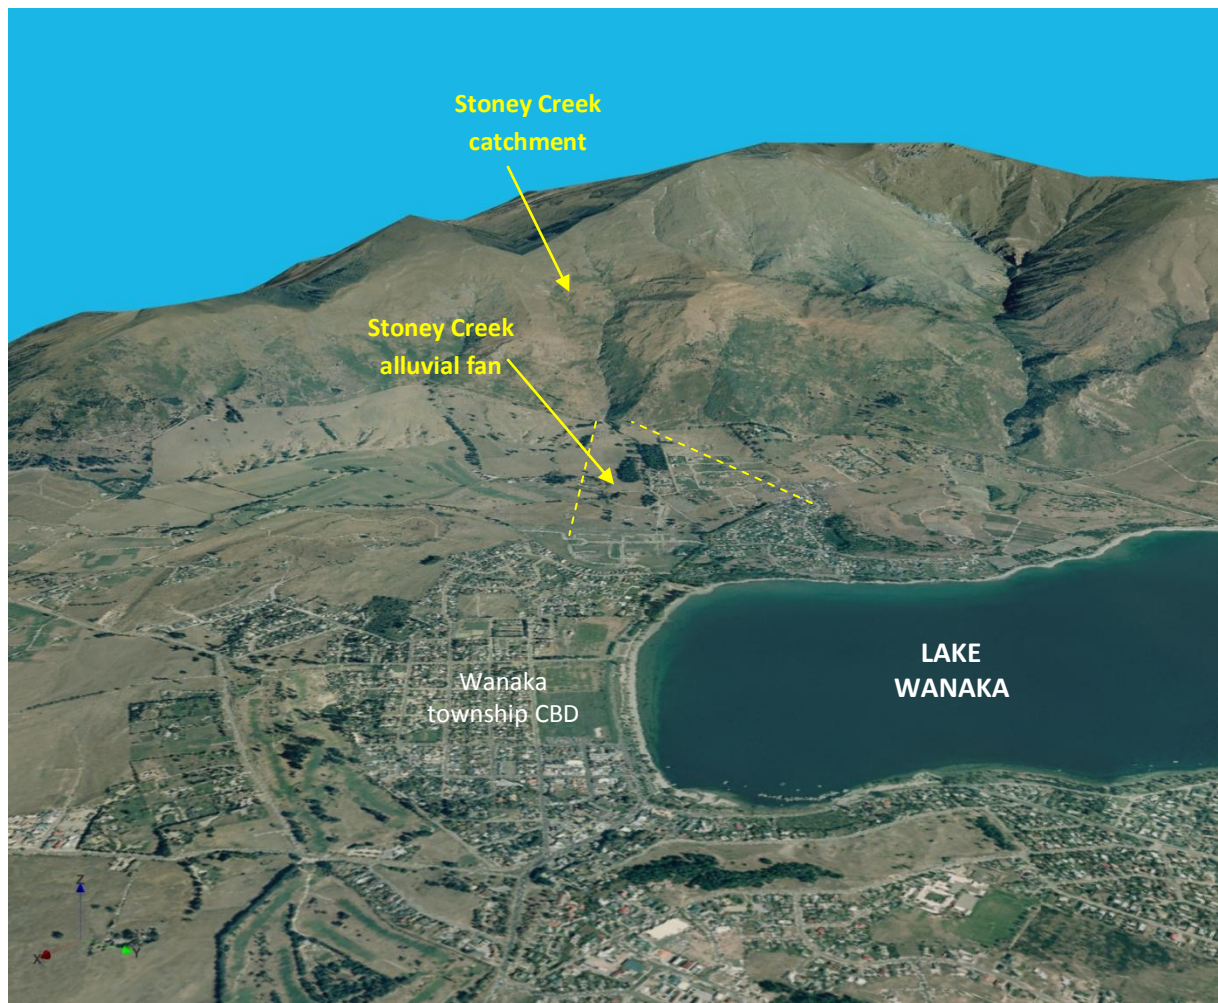 Stoney Creek
catchment
Stoney Creek
alluvial fan
LAKE
WANAKA
Wanaka
township CBD
Z
X
Y